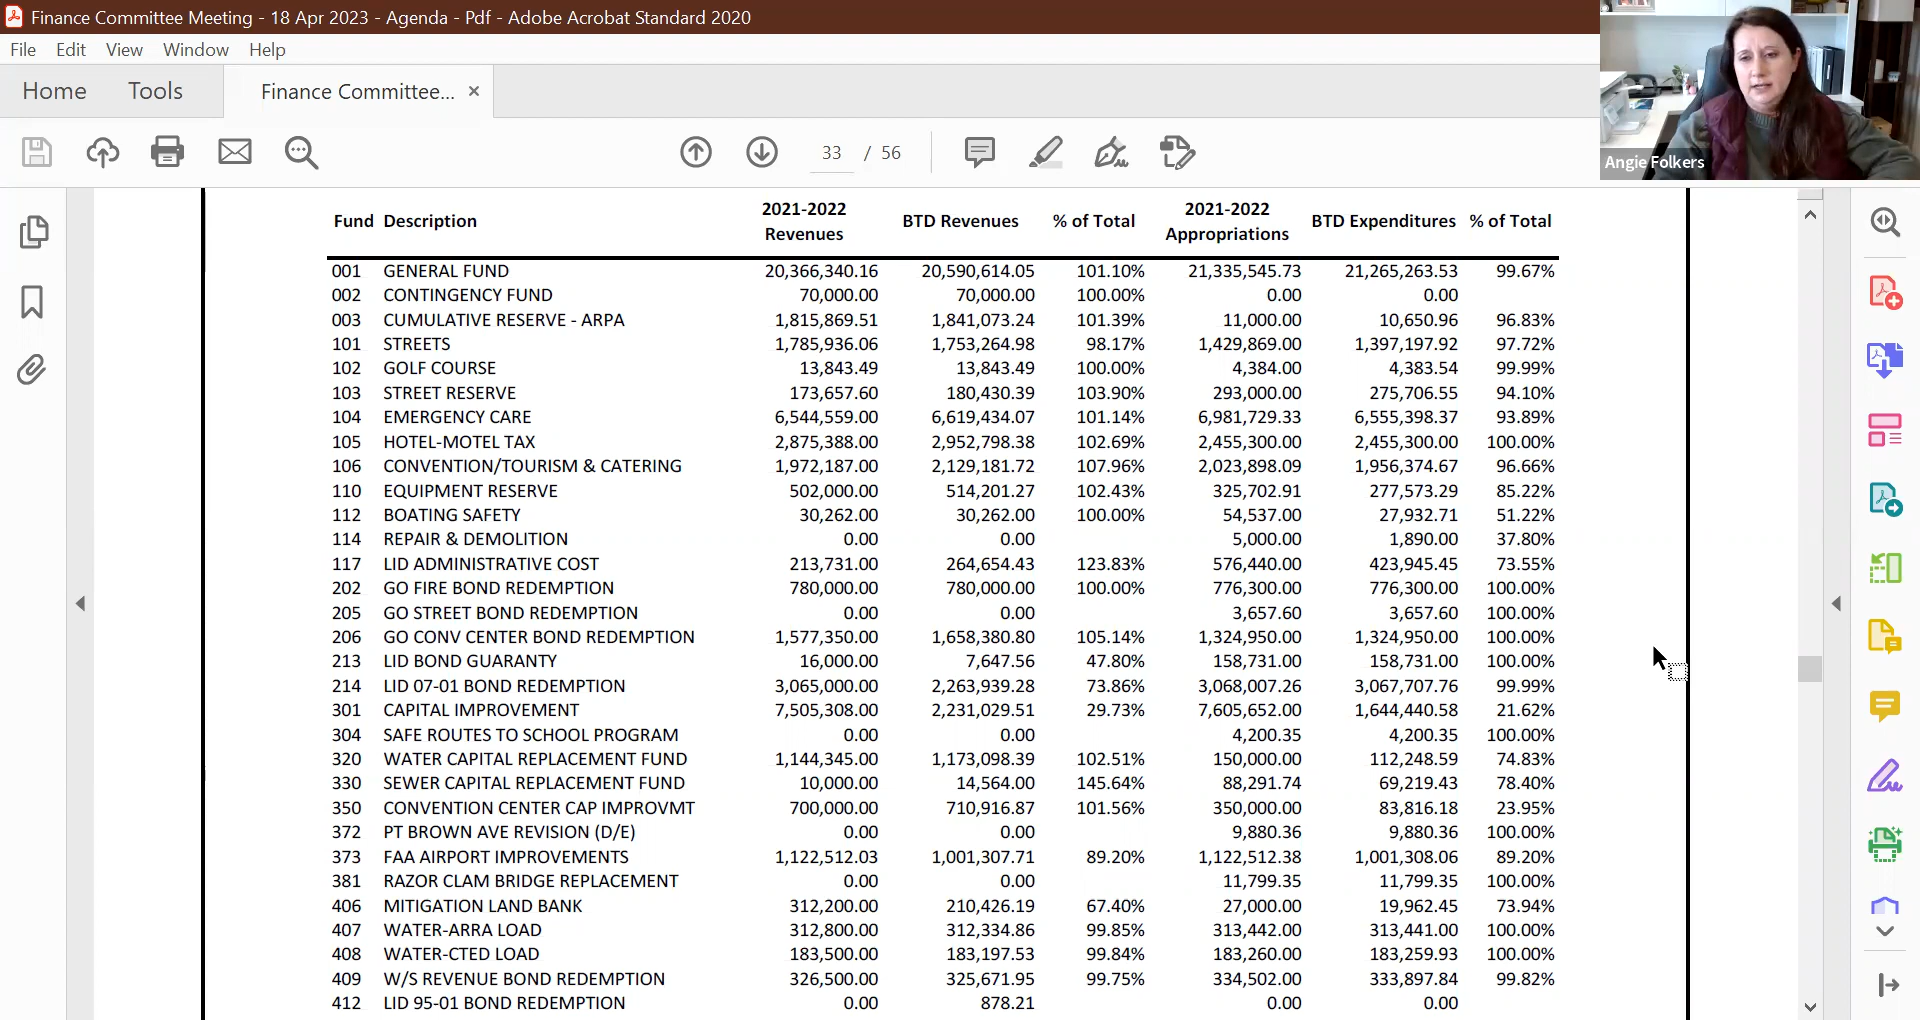 Finance Committee Meeting - 18 Apr 2023 - Agenda - Pdf - Adobe Acrobat Standard 2020
File Edit View Window Help
Home Tools Finance Committee... ×
33 / 56
Angie Folkers
Fund Description 2021-2022 Revenues BTD Revenues % of Total 2021-2022 Appropriations BTD Expenditures % of Total
001 GENERAL FUND 20,366,340.16 20,590,614.05 101.10% 21,335,545.73 21,265,263.53 99.67%
002 CONTINGENCY FUND 70,000.00 70,000.00 100.00% 0.00 0.00
003 CUMULATIVE RESERVE - ARPA 1,815,869.51 1,841,073.24 101.39% 11,000.00 10,650.96 96.83%
101 STREETS 1,785,936.06 1,753,264.98 98.17% 1,429,869.00 1,397,197.92 97.72%
102 GOLF COURSE 13,843.49 13,843.49 100.00% 4,384.00 4,383.54 99.99%
103 STREET RESERVE 173,657.60 180,430.39 103.90% 293,000.00 275,706.55 94.10%
104 EMERGENCY CARE 6,544,559.00 6,619,434.07 101.14% 6,981,729.33 6,555,398.37 93.89%
105 HOTEL-MOTEL TAX 2,875,388.00 2,952,798.38 102.69% 2,455,300.00 2,455,300.00 100.00%
106 CONVENTION/TOURISM & CATERING 1,972,187.00 2,129,181.72 107.96% 2,023,898.09 1,956,374.67 96.66%
110 EQUIPMENT RESERVE 502,000.00 514,201.27 102.43% 325,702.91 277,573.29 85.22%
112 BOATING SAFETY 30,262.00 30,262.00 100.00% 54,537.00 27,932.71 51.22%
114 REPAIR & DEMOLITION 0.00 0.00 5,000.00 1,890.00 37.80%
117 LID ADMINISTRATIVE COST 213,731.00 264,654.43 123.83% 576,440.00 423,945.45 73.55%
202 GO FIRE BOND REDEMPTION 780,000.00 780,000.00 100.00% 776,300.00 776,300.00 100.00%
205 GO STREET BOND REDEMPTION 0.00 0.00 3,657.60 3,657.60 100.00%
206 GO CONV CENTER BOND REDEMPTION 1,577,350.00 1,658,380.80 105.14% 1,324,950.00 1,324,950.00 100.00%
213 LID BOND GUARANTY 16,000.00 7,647.56 47.80% 158,731.00 158,731.00 100.00%
214 LID 07-01 BOND REDEMPTION 3,065,000.00 2,263,939.28 73.86% 3,068,007.26 3,067,707.76 99.99%
301 CAPITAL IMPROVEMENT 7,505,308.00 2,231,029.51 29.73% 7,605,652.00 1,644,440.58 21.62%
304 SAFE ROUTES TO SCHOOL PROGRAM 0.00 0.00 4,200.35 4,200.35 100.00%
320 WATER CAPITAL REPLACEMENT FUND 1,144,345.00 1,173,098.39 102.51% 150,000.00 112,248.59 74.83%
330 SEWER CAPITAL REPLACEMENT FUND 10,000.00 14,564.00 145.64% 88,291.74 69,219.43 78.40%
350 CONVENTION CENTER CAP IMPROVMT 700,000.00 710,916.87 101.56% 350,000.00 83,816.18 23.95%
372 PT BROWN AVE REVISION (D/E) 0.00 0.00 9,880.36 9,880.36 100.00%
373 FAA AIRPORT IMPROVEMENTS 1,122,512.03 1,001,307.71 89.20% 1,122,512.38 1,001,308.06 89.20%
381 RAZOR CLAM BRIDGE REPLACEMENT 0.00 0.00 11,799.35 11,799.35 100.00%
406 MITIGATION LAND BANK 312,200.00 210,426.19 67.40% 27,000.00 19,962.45 73.94%
407 WATER-ARRA LOAD 312,800.00 312,334.86 99.85% 313,442.00 313,441.00 100.00%
408 WATER-CTED LOAD 183,500.00 183,197.53 99.84% 183,260.00 183,259.93 100.00%
409 W/S REVENUE BOND REDEMPTION 326,500.00 325,671.95 99.75% 334,502.00 333,897.84 99.82%
412 LID 95-01 BOND REDEMPTION 0.00 878.21 0.00 0.00